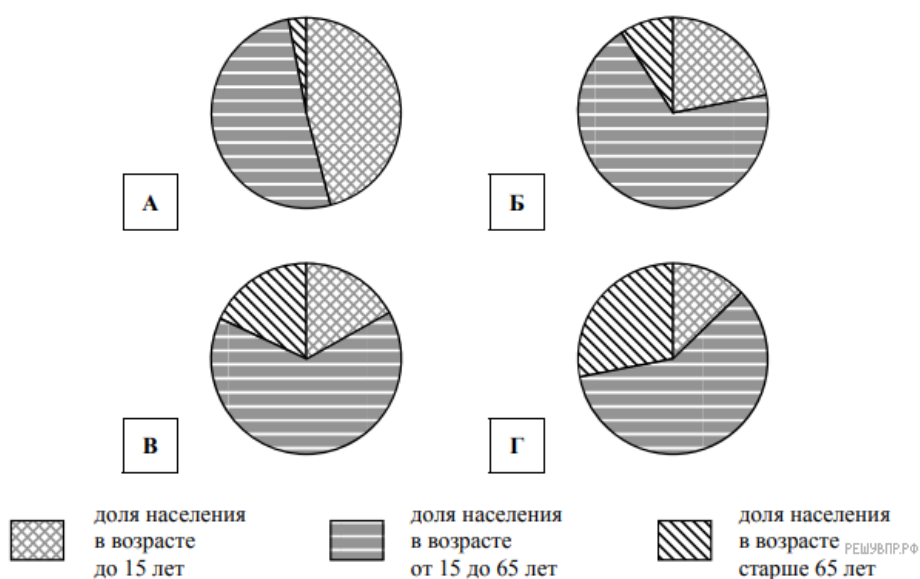 А
Б
В
Г
доля населения
в возрасте
до 15 лет
доля населения
в возрасте
от 15 до 65 лет
доля населения
в возрасте
старше 65 лет
РЕШУВПР.РФ